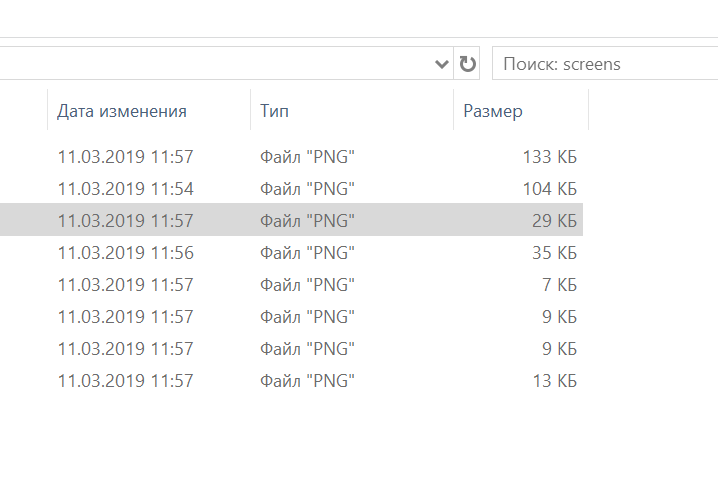 Поиск: screens
Дата изменения Тип Размер
11.03.2019 11:57 Файл "PNG" 133 КБ
11.03.2019 11:54 Файл "PNG" 104 КБ
11.03.2019 11:57 Файл "PNG" 29 КБ
11.03.2019 11:56 Файл "PNG" 35 КБ
11.03.2019 11:57 Файл "PNG" 7 КБ
11.03.2019 11:57 Файл "PNG" 9 КБ
11.03.2019 11:57 Файл "PNG" 9 КБ
11.03.2019 11:57 Файл "PNG" 13 КБ